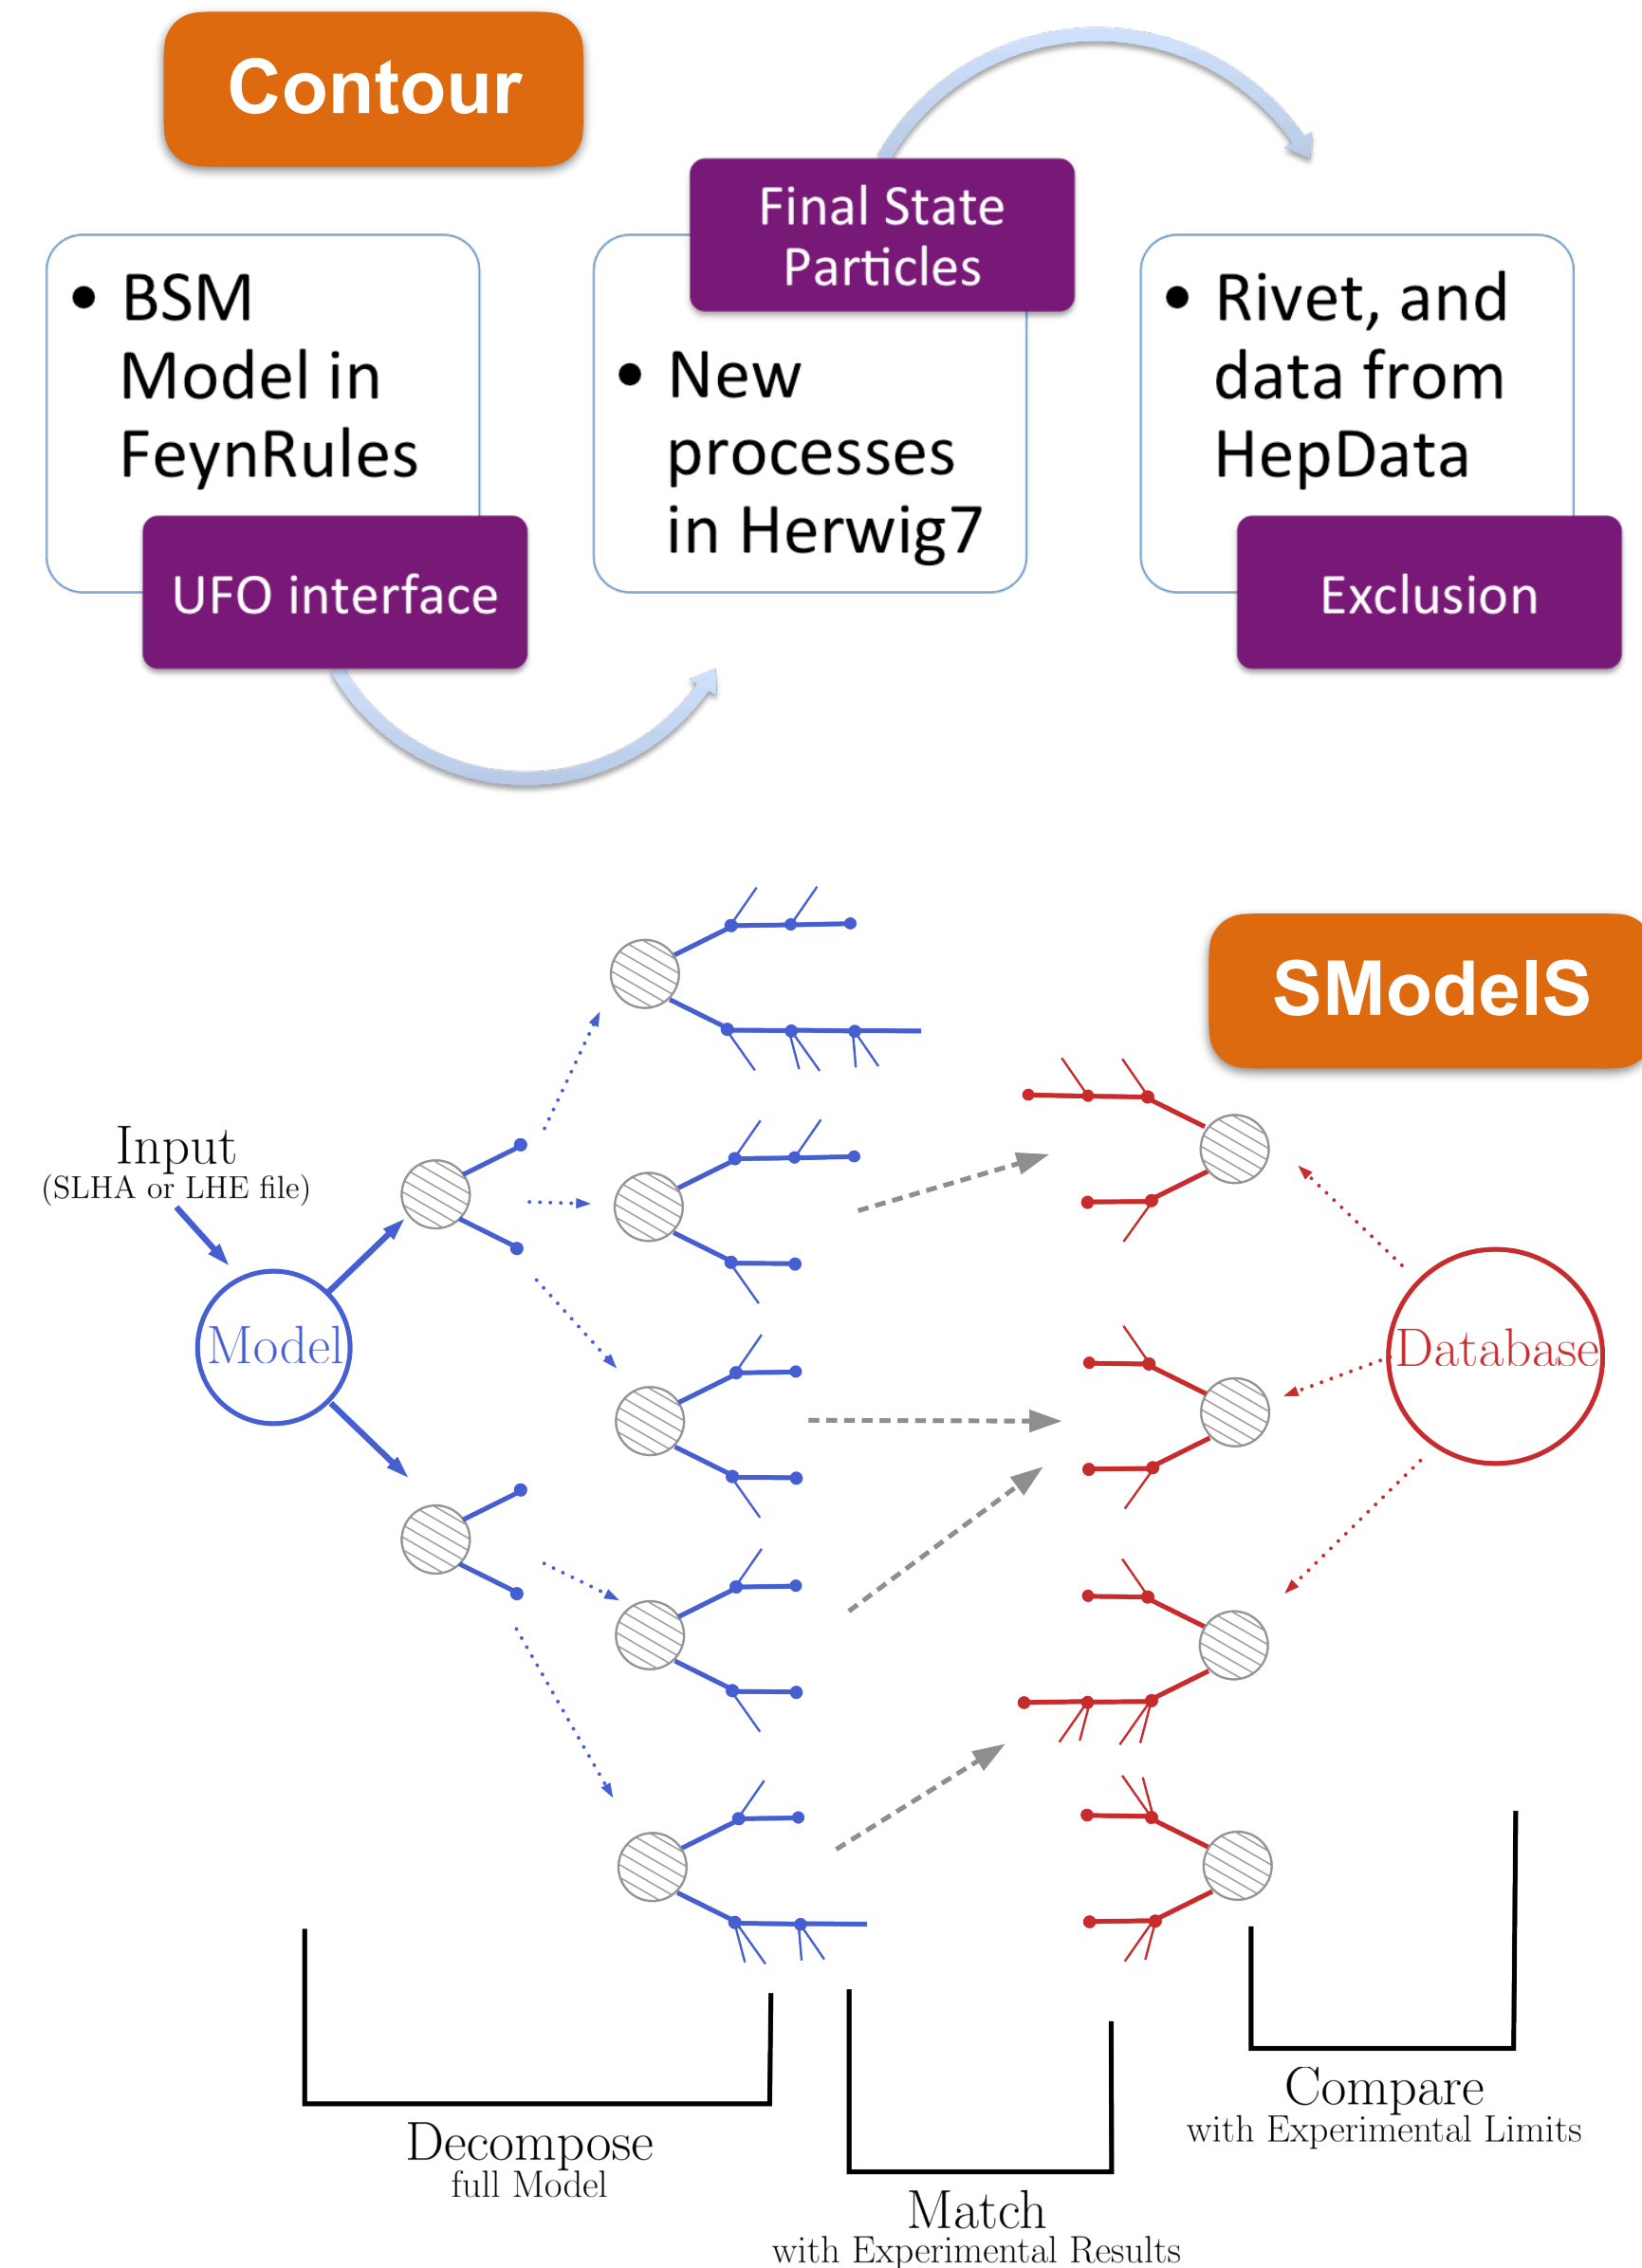 Contour
• BSM
Model in
FeynRules
UFO interface
Final State
Particles
• New
processes
in Herwig7
• Rivet, and
data from
HepData
Exclusion
SModelS
Input
(SLHA or LHE file)
Model
Database
Decompose
full Model
Match
with Experimental Results
Compare
with Experimental Limits